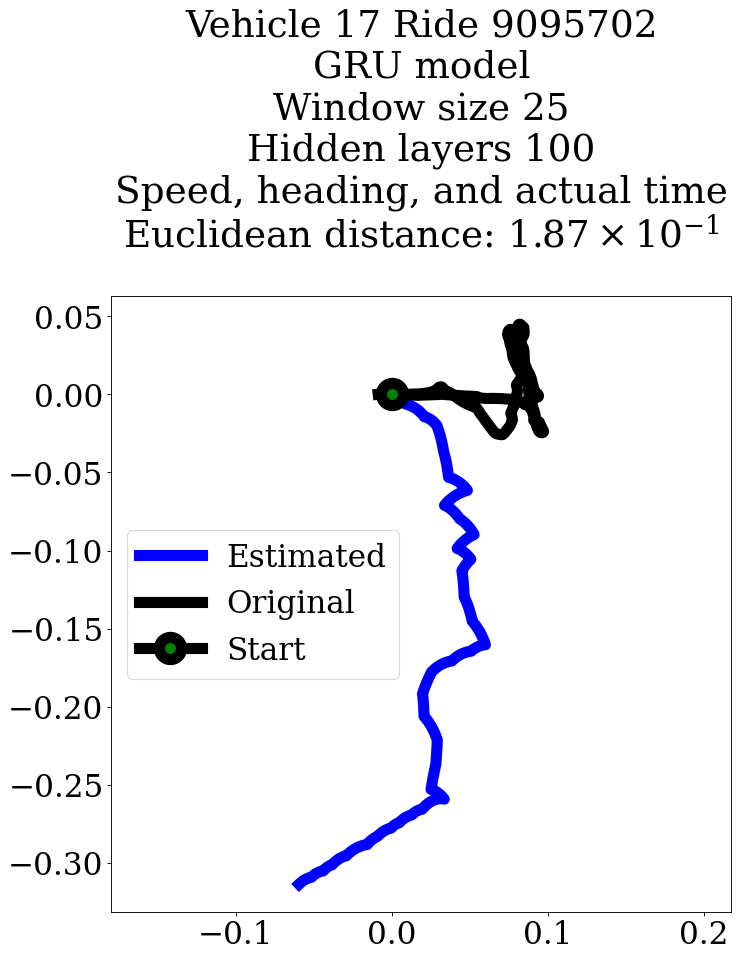 Vehicle 17 Ride 9095702
GRU model
Window size 25
Hidden layers 100
Speed, heading, and actual time
Euclidean distance: 1.87 × 10⁻¹
0.05
0.00
−0.05
−0.10
−0.15
−0.20
−0.25
−0.30
Estimated
Original
Start
−0.1
0.0
0.1
0.2